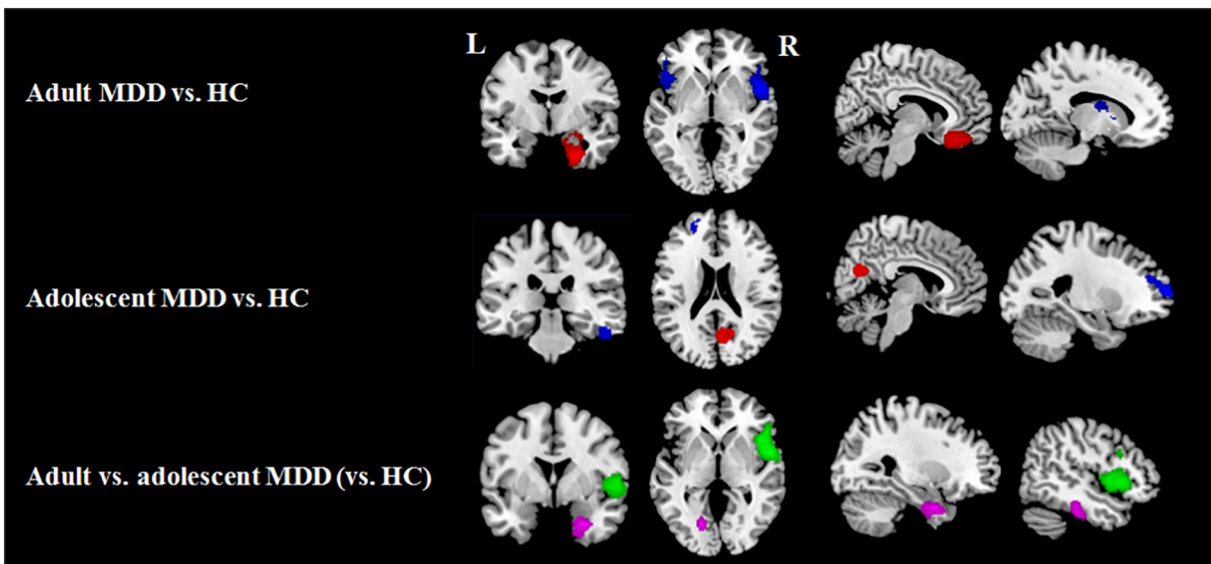 L
R
Adult MDD vs. HC
Adolescent MDD vs. HC
Adult vs. adolescent MDD (vs. HC)